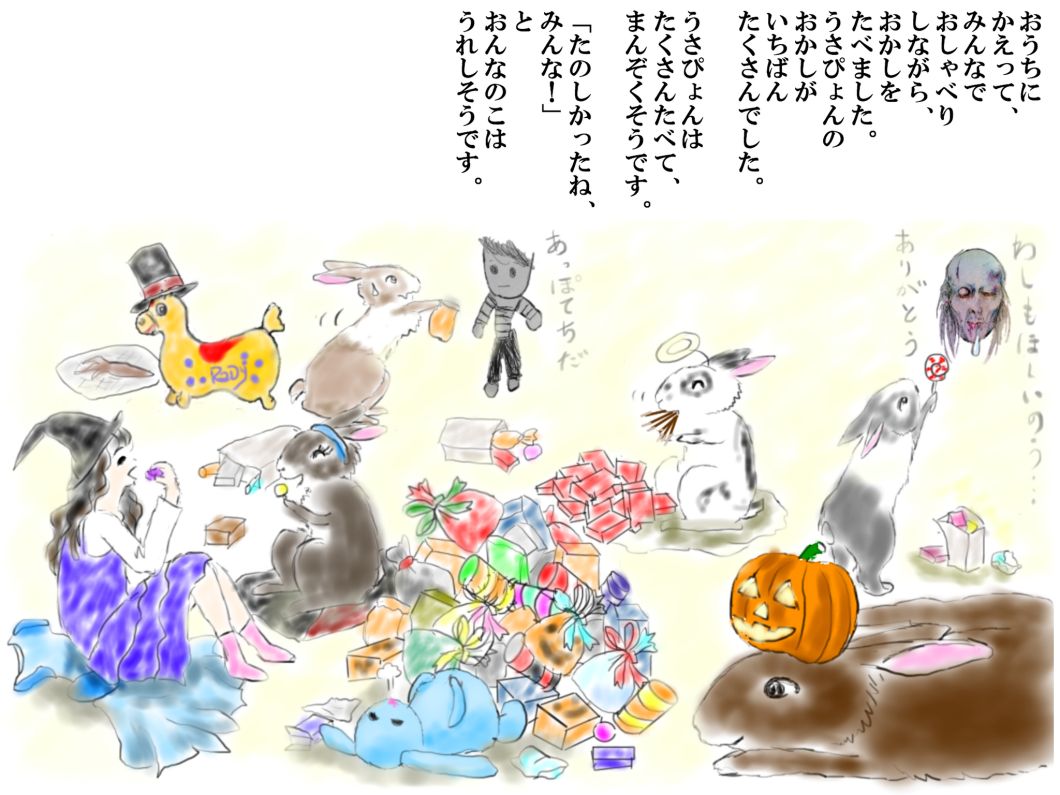 おうちに
かえって、
みんなで
おしゃべり
しながら、
おかしを
たべました。
うさぴょんの
おかしが
いちばん
たくさんでした。
うさぴょんは
たくさんたべて、
まんぞくそうです。
「たのしかったね、
みんな！」
と
おんなのこは
うれしそうです。
わしもほしいのう…
ありがとう
あっぽてちだ
RODY